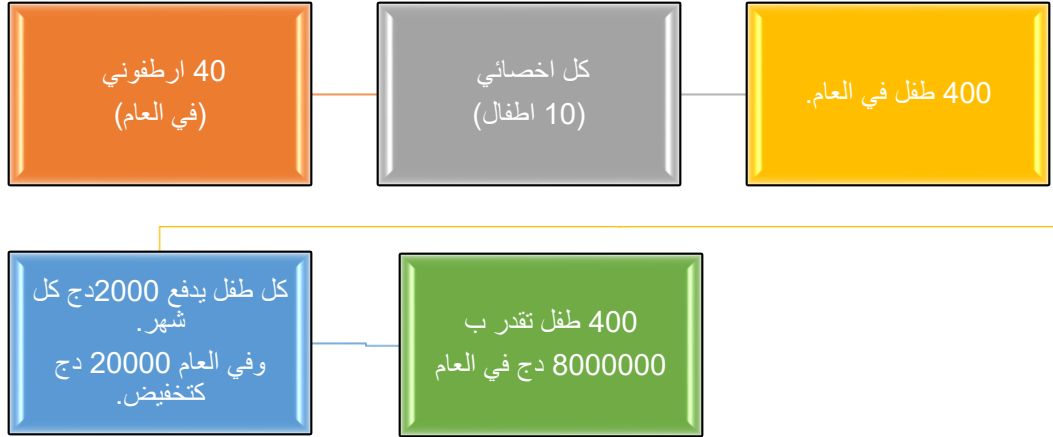 40 ارطفوني
(في العام)
كل اخصائي
(10 اطفال)
400 طفل في العام.
كل طفل يدفع 2000دج كل
شهر.
وفي العام 20000 دج
كتخفيض.
400 طفل تقدر ب
8000000 دج في العام